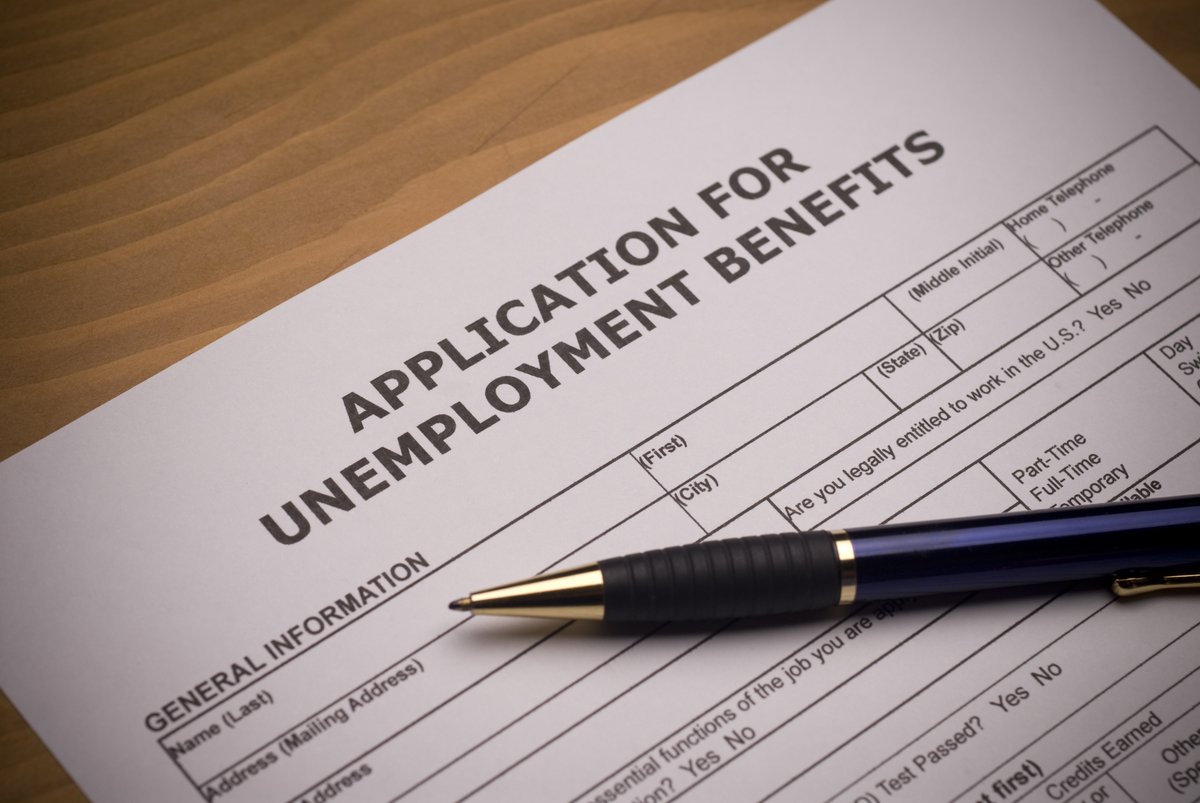 APPLICATION FOR
UNEMPLOYMENT BENEFITS
GENERAL INFORMATION
Name (Last)
(First)
(Middle Initial)
Home Telephone
( ) -
Address (Mailing Address)
(City)
(State)
(Zip)
Other Telephone
( ) -
Address
Are you legally entitled to work in the U.S.? Yes No
Part-Time
Full-Time
Day
functions of the job you are
Yes No
Test Passed? Yes No
first)
Credits Earned
or